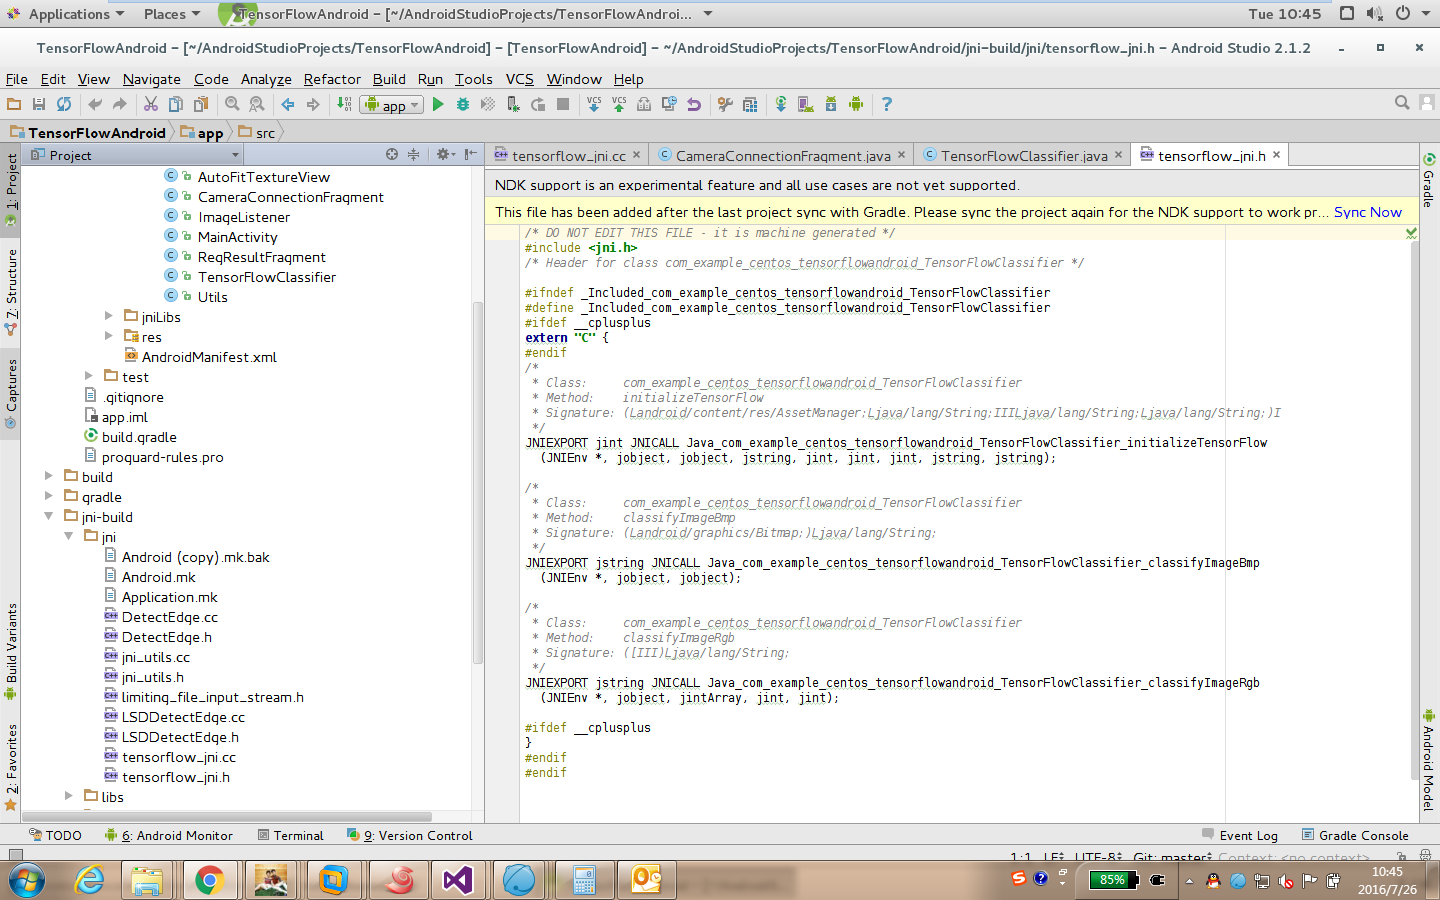 Applications Places TensorFlowAndroid – [~/AndroidStudioProjects/TensorFlowAndroi... Tue 10:45
TensorFlowAndroid – [~/AndroidStudioProjects/TensorFlowAndroid] – [TensorFlowAndroid] – ~/AndroidStudioProjects/TensorFlowAndroid/jni-build/jni/tensorflow_jni.h – Android Studio 2.1.2
File Edit View Navigate Code Analyze Refactor Build Run Tools VCS Window Help
app
TensorFlowAndroid app src
Project
tensorflow_jni.cc CameraConnectionFragment.java TensorFlowClassifier.java tensorflow_jni.h
NDK support is an experimental feature and all use cases are not yet supported.
This file has been added after the last project sync with Gradle. Please sync the project again for the NDK support to work pr... Sync Now
1: Project
Z: Structure
Captures
Build Variants
2: Favorites
AutoFitTextureView
CameraConnectionFragment
ImageListener
MainActivity
RegResultFragment
TensorFlowClassifier
Utils
jniLibs
res
AndroidManifest.xml
test
.gitignore
app.iml
build.gradle
proguard-rules.pro
build
gradle
jni-build
jni
Android (copy).mk.bak
Android.mk
Application.mk
DetectEdge.cc
DetectEdge.h
jni_utils.cc
jni_utils.h
limiting_file_input_stream.h
LSDDetectEdge.cc
LSDDetectEdge.h
tensorflow_jni.cc
tensorflow_jni.h
libs
/* DO NOT EDIT THIS FILE - it is machine generated */
#include <jni.h>
/* Header for class com_example_centos_tensorflowandroid_TensorFlowClassifier */
#ifndef _Included_com_example_centos_tensorflowandroid_TensorFlowClassifier
#define _Included_com_example_centos_tensorflowandroid_TensorFlowClassifier
#ifdef __cplusplus
extern "C" {
#endif
/*
* Class: com_example_centos_tensorflowandroid_TensorFlowClassifier
* Method: initializeTensorFlow
* Signature: (Landroid/content/res/AssetManager;Ljava/lang/String;IIILjava/lang/String;Ljava/lang/String;)I
*/
JNIEXPORT jint JNICALL Java_com_example_centos_tensorflowandroid_TensorFlowClassifier_initializeTensorFlow
(JNIEnv *, jobject, jobject, jstring, jint, jint, jint, jstring, jstring);
/*
* Class: com_example_centos_tensorflowandroid_TensorFlowClassifier
* Method: classifyImageBmp
* Signature: (Landroid/graphics/Bitmap;)Ljava/lang/String;
*/
JNIEXPORT jstring JNICALL Java_com_example_centos_tensorflowandroid_TensorFlowClassifier_classifyImageBmp
(JNIEnv *, jobject, jobject);
/*
* Class: com_example_centos_tensorflowandroid_TensorFlowClassifier
* Method: classifyImageRgb
* Signature: ([III)Ljava/lang/String;
*/
JNIEXPORT jstring JNICALL Java_com_example_centos_tensorflowandroid_TensorFlowClassifier_classifyImageRgb
(JNIEnv *, jobject, jintArray, jint, jint);
#ifdef __cplusplus
}
#endif
#endif
Gradle
Android Model
TODO 6: Android Monitor Terminal 9: Version Control Event Log Gradle Console
1:1 LF UTF-8 Git: master Context: <no context>
85%
10:45
2016/7/26